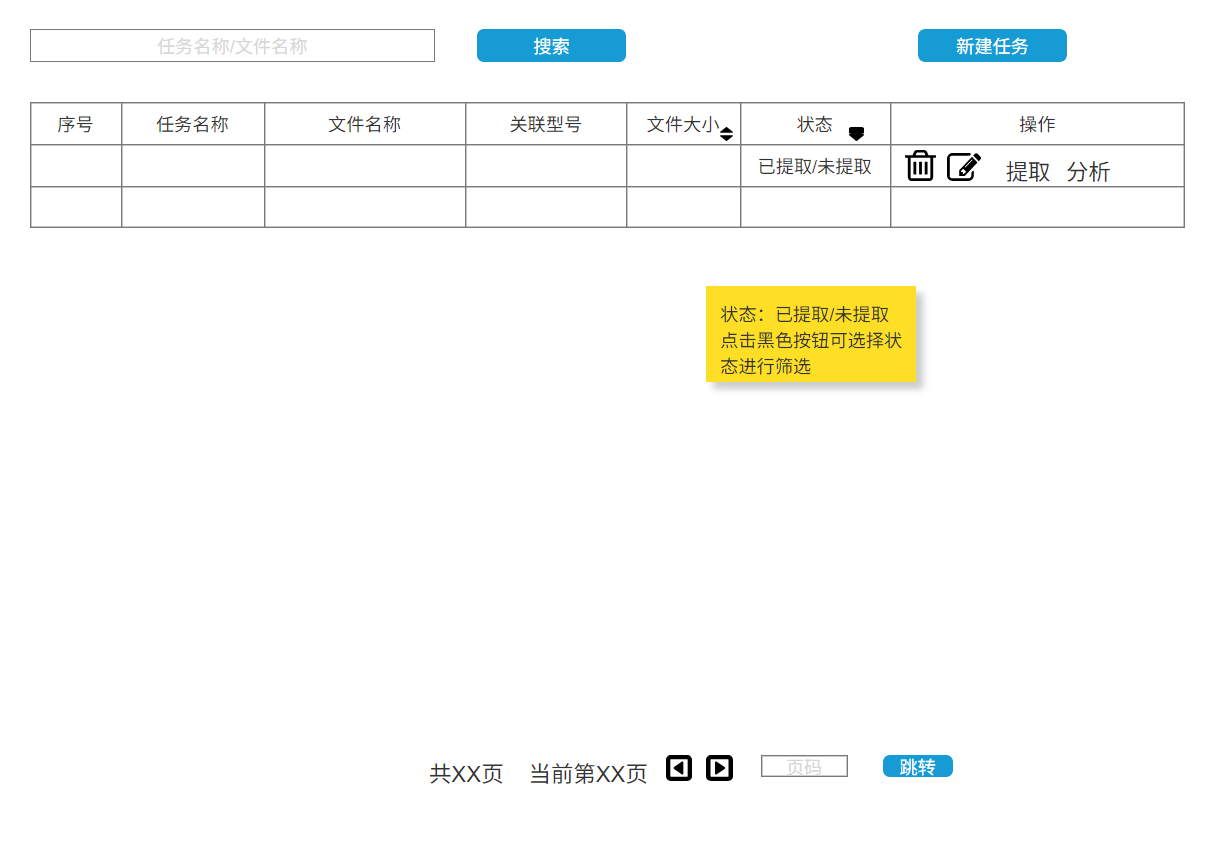 任务名称/文件名称
搜索
新建任务
序号
任务名称
文件名称
关联型号
文件大小
状态
操作
已提取/未提取
提取
分析
状态：已提取/未提取
点击黑色按钮可选择状
态进行筛选
共XX页
当前第XX页
页码
跳转